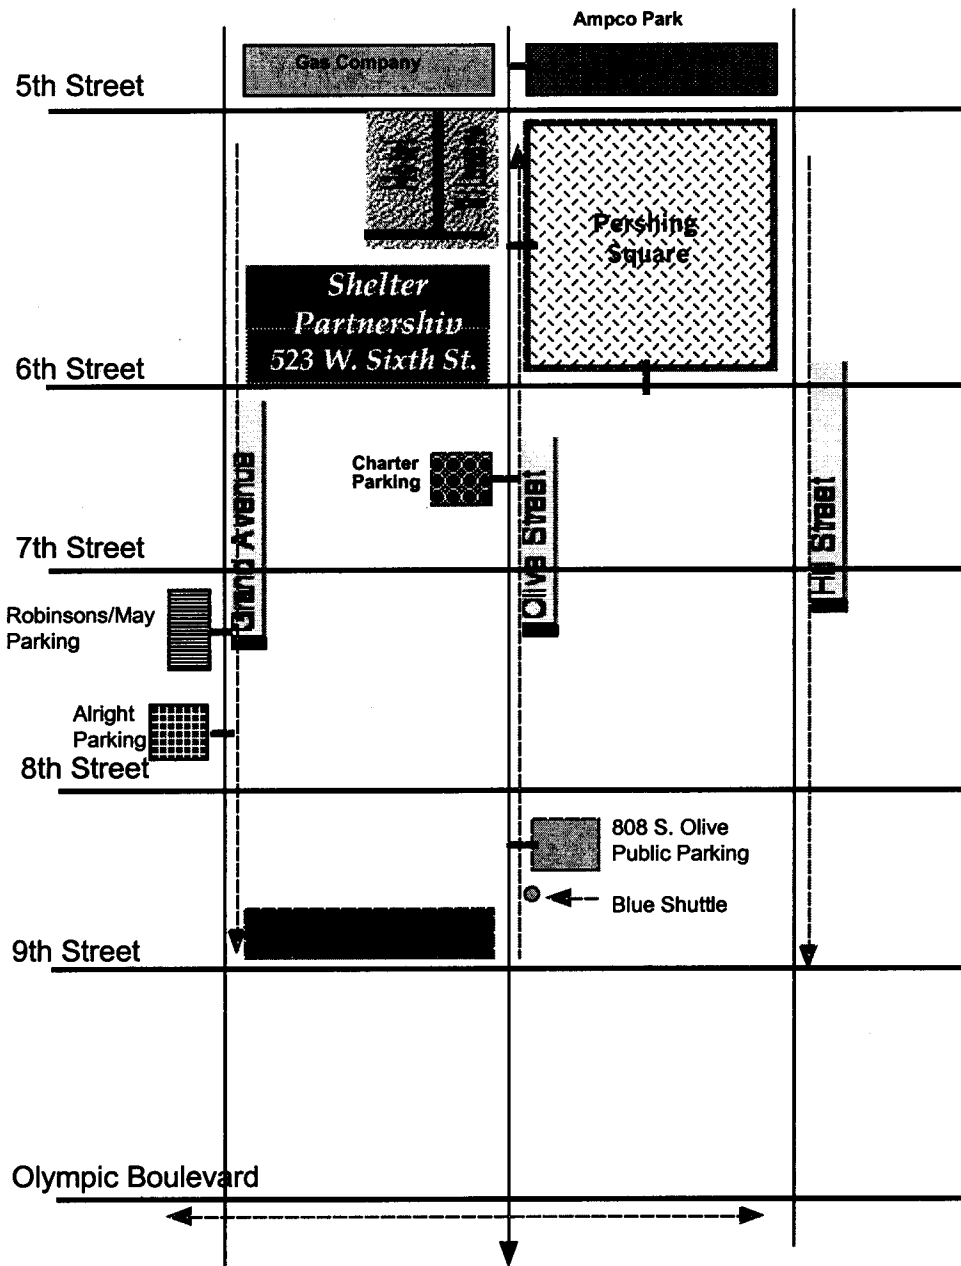 Ampco Park
Gas Company
5th Street
Pershing
Square
Shelter
Partnership
523 W. Sixth St.
6th Street
Charter
Parking
Grand Avenue
Olive Street
Hill Street
7th Street
Robinsons/May
Parking
Alright
Parking
8th Street
808 S. Olive
Public Parking
Blue Shuttle
9th Street
Olympic Boulevard